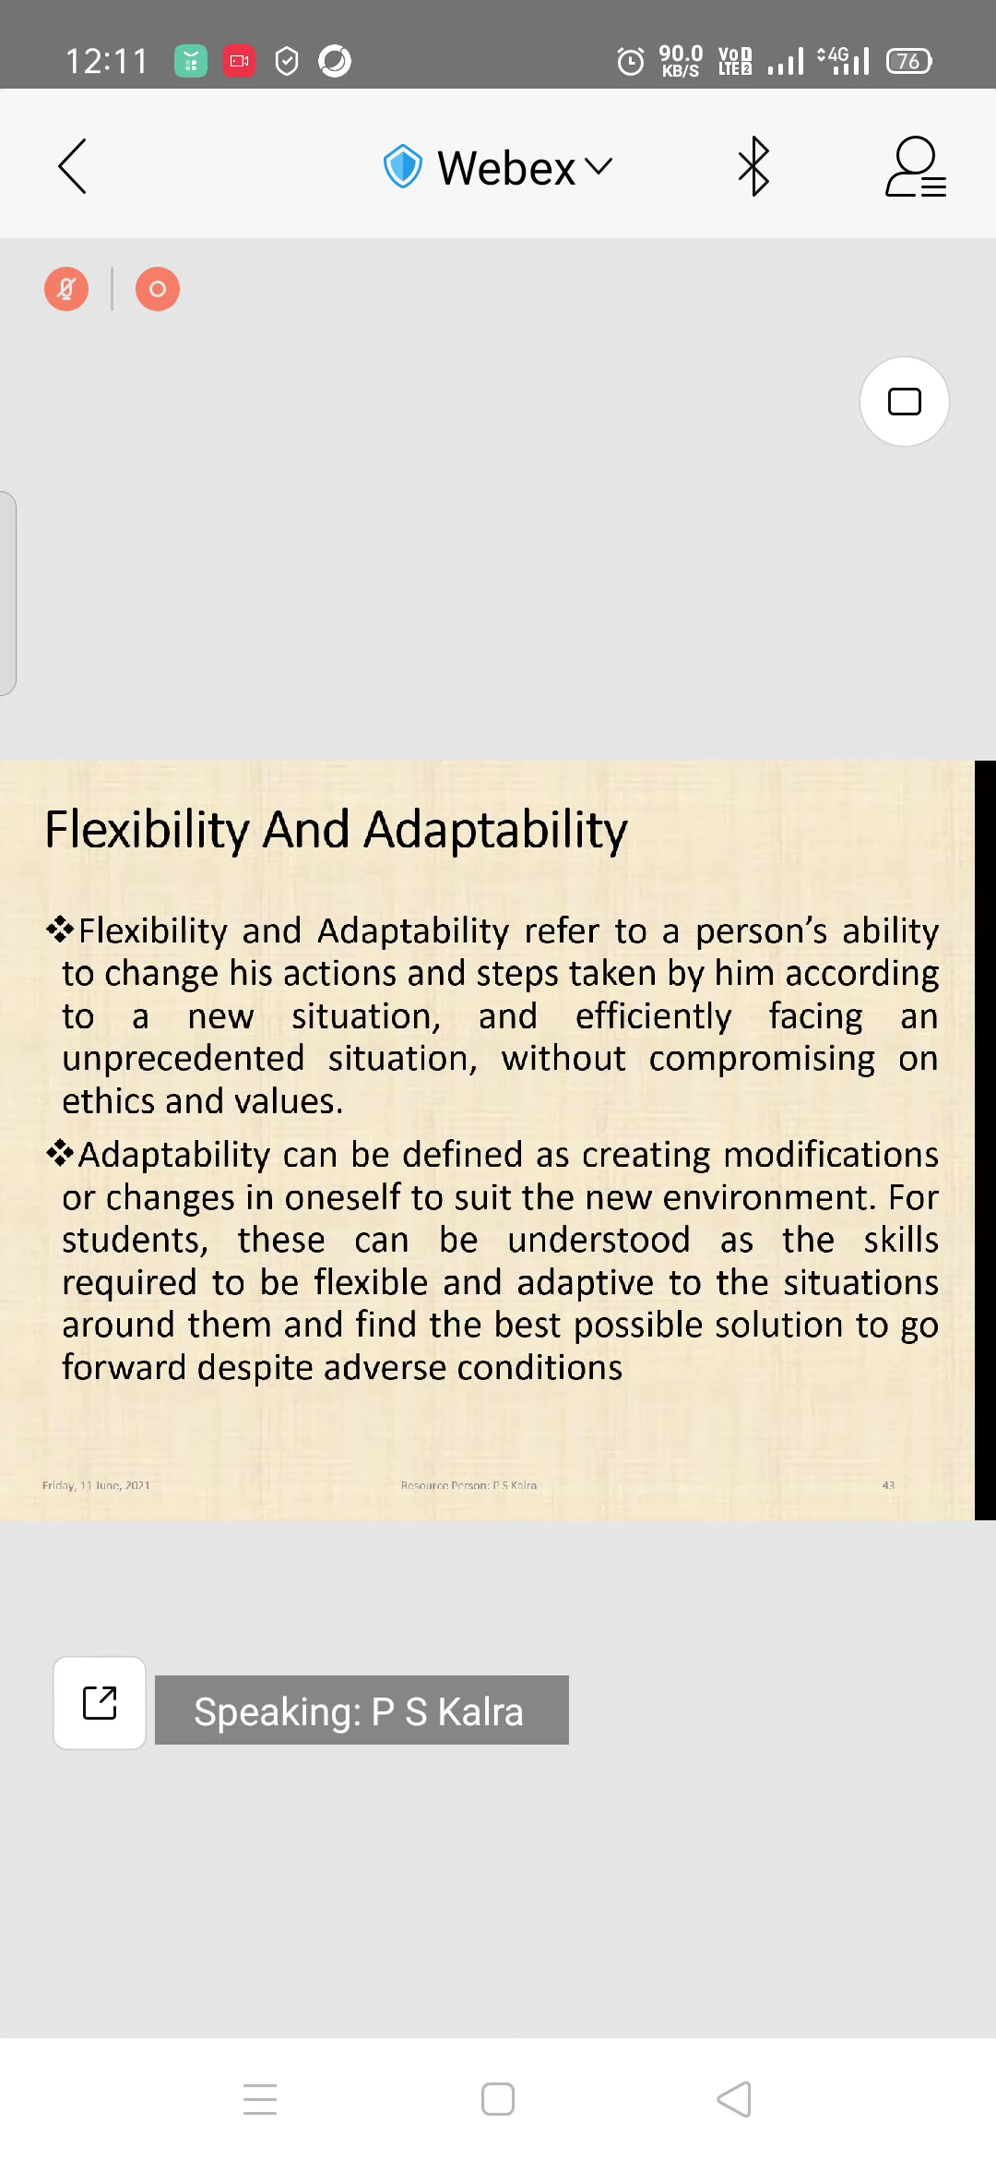 12:11 90.0 KB/S VoD LTE2 4G 76
Webex
Flexibility And Adaptability
❖Flexibility and Adaptability refer to a person’s ability
to change his actions and steps taken by him according
to a new situation, and efficiently facing an
unprecedented situation, without compromising on
ethics and values.
❖Adaptability can be defined as creating modifications
or changes in oneself to suit the new environment. For
students, these can be understood as the skills
required to be flexible and adaptive to the situations
around them and find the best possible solution to go
forward despite adverse conditions
Friday, 11 June, 2021 Resource Person: P S Kalra 43
Speaking: P S Kalra